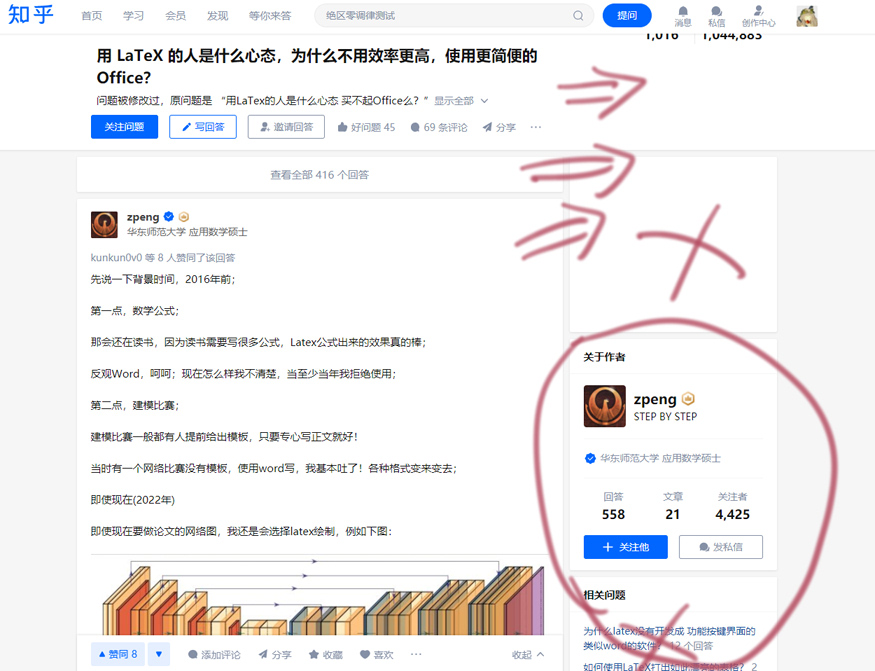 知乎 首页 学习 会员 发现 等你来答 绝区零调律测试 提问 消息 私信 创作中心
1,016 1,044,883
用 LaTeX 的人是什么心态，为什么不用效率更高，使用更简便的
Office?
问题被修改过，原问题是 “用LaTex的人是什么心态 买不起Office么？” 显示全部
关注问题 写回答 邀请回答 好问题 45 69 条评论 分享 ···
查看全部 416 个回答
zpeng
华东师范大学 应用数学硕士
kunkun0v0 等 8 人赞同了该回答
先说一下背景时间，2016年前；
第一点，数学公式；
那会还在读书，因为读书需要写很多公式，Latex公式出来的效果真的棒；
反观Word，呵呵；现在怎么样我不清楚，当至少当年我拒绝使用；
第二点，建模比赛；
建模比赛一般都有人提前给出模板，只要专心写正文就好！
当时有一个网络比赛没有模板，使用word写，我基本吐了！各种格式变来变去；
即使现在(2022年)
即使现在要做论文的网络图，我还是会选择latex绘制，例如下图：
赞同 8 添加评论 分享 收藏 喜欢 ··· 收起
关于作者
zpeng
STEP BY STEP
华东师范大学 应用数学硕士
回答 文章 关注者
558 21 4,425
关注他 发私信
相关问题
为什么latex没有开发成 功能按键界面的
类似word的软件？ 12 个回答
如何使用LaTeX打出如此漂亮的表格？ 2